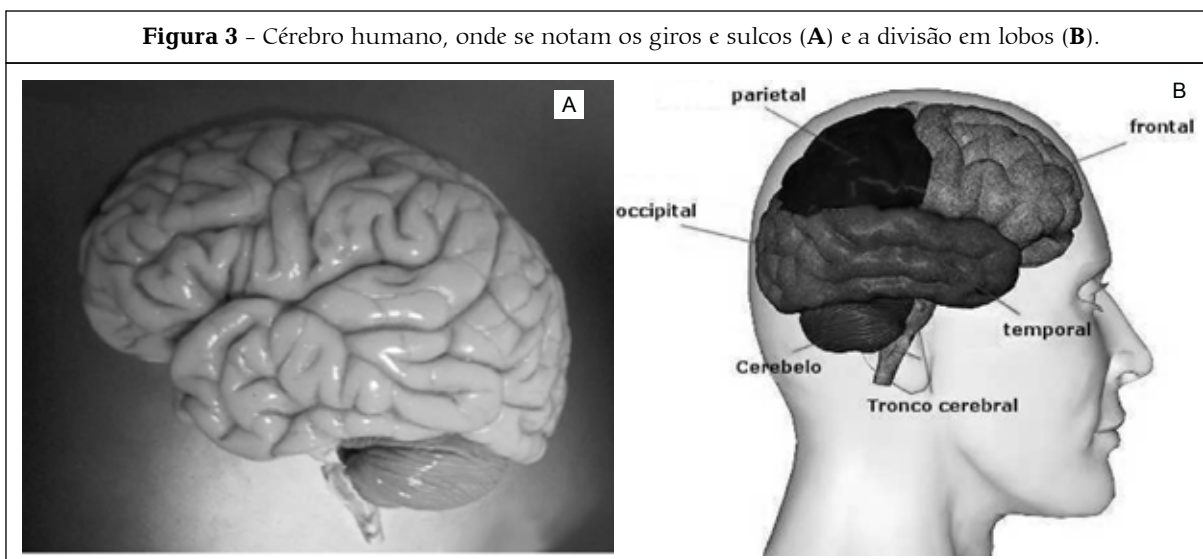 Figura 3 – Cérebro humano, onde se notam os giros e sulcos (A) e a divisão em lobos (B).
A
B
parietal
frontal
occipital
temporal
Cerebelo
Tronco cerebral